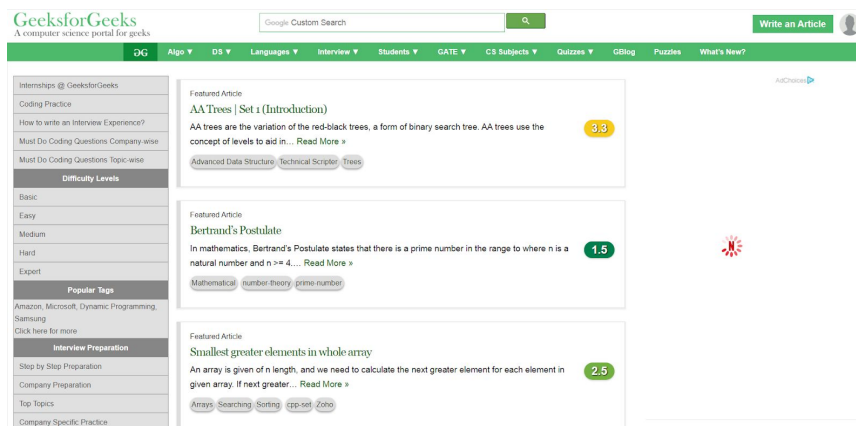 GeeksforGeeks
A computer science portal for geeks
Google Custom Search
Write an Article
Algo ▼ DS ▼ Languages ▼ Interview ▼ Students ▼ GATE ▼ CS Subjects ▼ Quizzes ▼ GBlog Puzzles What's New?
Internships @ GeeksforGeeks
Coding Practice
How to write an Interview Experience?
Must Do Coding Questions Company-wise
Must Do Coding Questions Topic-wise
Difficulty Levels
Basic
Easy
Medium
Hard
Expert
Popular Tags
Amazon, Microsoft, Dynamic Programming,
Samsung
Click here for more
Interview Preparation
Step by Step Preparation
Company Preparation
Top Topics
Company Specific Practice
Featured Article
AA Trees | Set 1 (Introduction)
AA trees are the variation of the red-black trees, a form of binary search tree. AA trees use the
concept of levels to aid in… Read More »
3.3
Advanced Data Structure Technical Scripter Trees
Featured Article
Bertrand's Postulate
In mathematics, Bertrand's Postulate states that there is a prime number in the range to where n is a
natural number and n >= 4.… Read More »
1.5
Mathematical number-theory prime-number
Featured Article
Smallest greater elements in whole array
An array is given of n length, and we need to calculate the next greater element for each element in
given array. If next greater… Read More »
2.5
Arrays Searching Sorting cpp-set Zoho
AdChoices
N